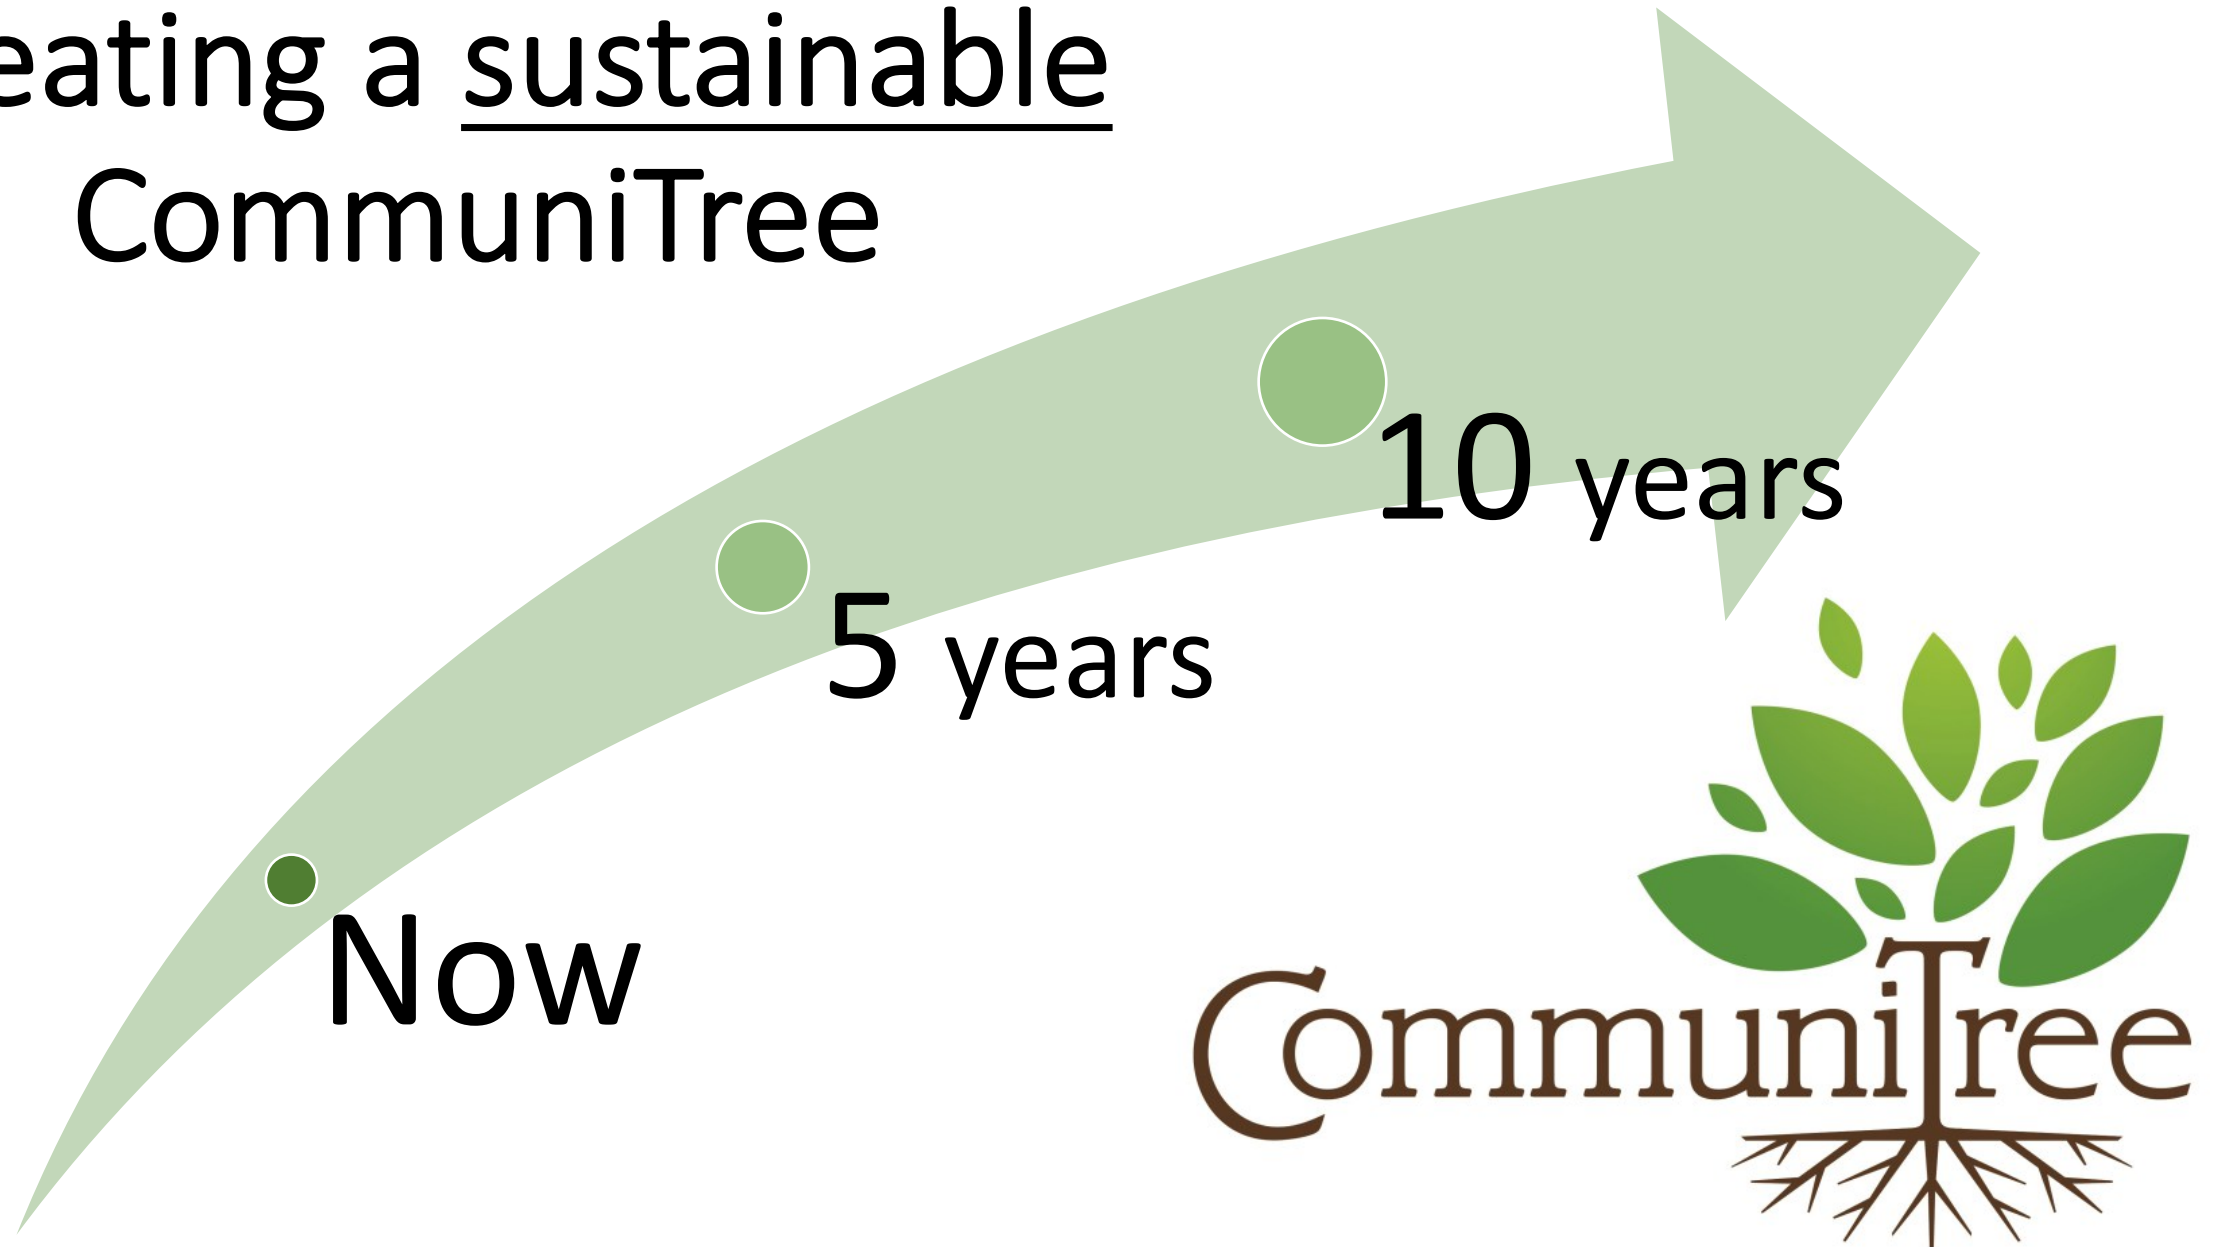 eating a sustainable
CommuniTree
10 years
5 years
Now
CommuniTree